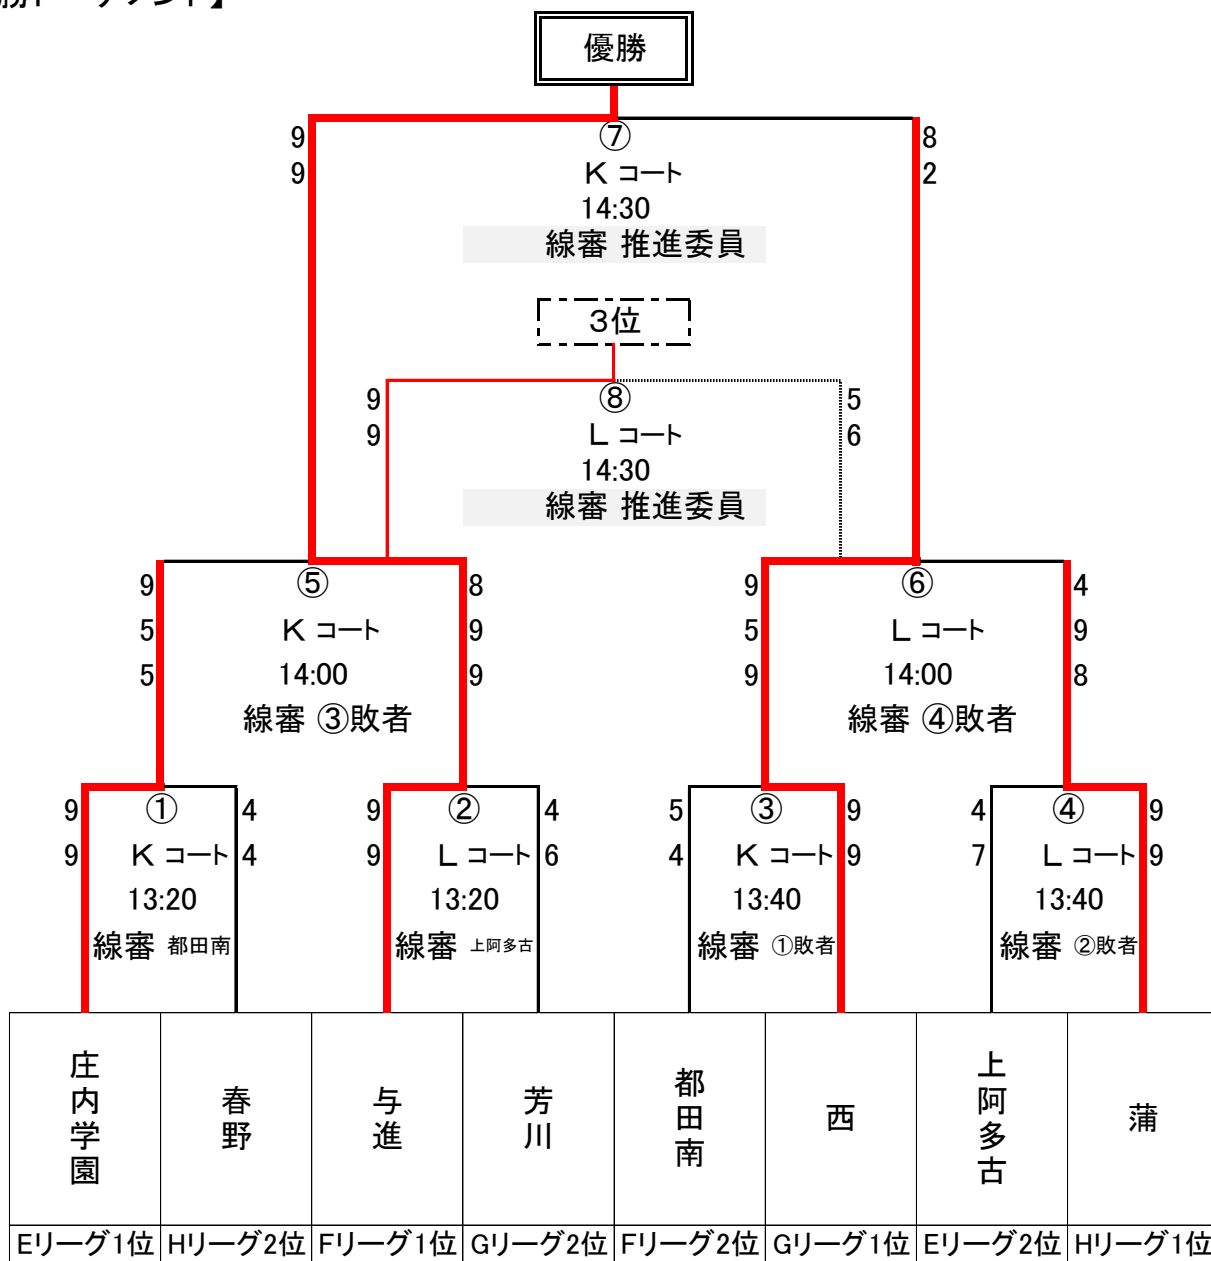 優勝
9 ⑦ 8
9 K コート 2
14:30
線審 推進委員
3位
9 ⑧ 5
9 L コート 6
14:30
線審 推進委員
9 ⑤ 8 9 ⑥ 4
5 K コート 9 5 L コート 9
5 14:00 9 9 14:00 8
線審 ③敗者 線審 ④敗者
9 ① 4 9 ② 4 5 ③ 9 4 ④ 9
9 K コート 4 9 L コート 6 4 K コート 9 7 L コート 9
13:20 13:20 13:40 13:40
線審 都田南 線審 上阿多古 線審 ①敗者 線審 ②敗者
庄内学園 春野 与進 芳川 都田南 西 上阿多古 蒲
Eリーグ1位 Hリーグ2位 Fリーグ1位 Gリーグ2位 Fリーグ2位 Gリーグ1位 Eリーグ2位 Hリーグ1位